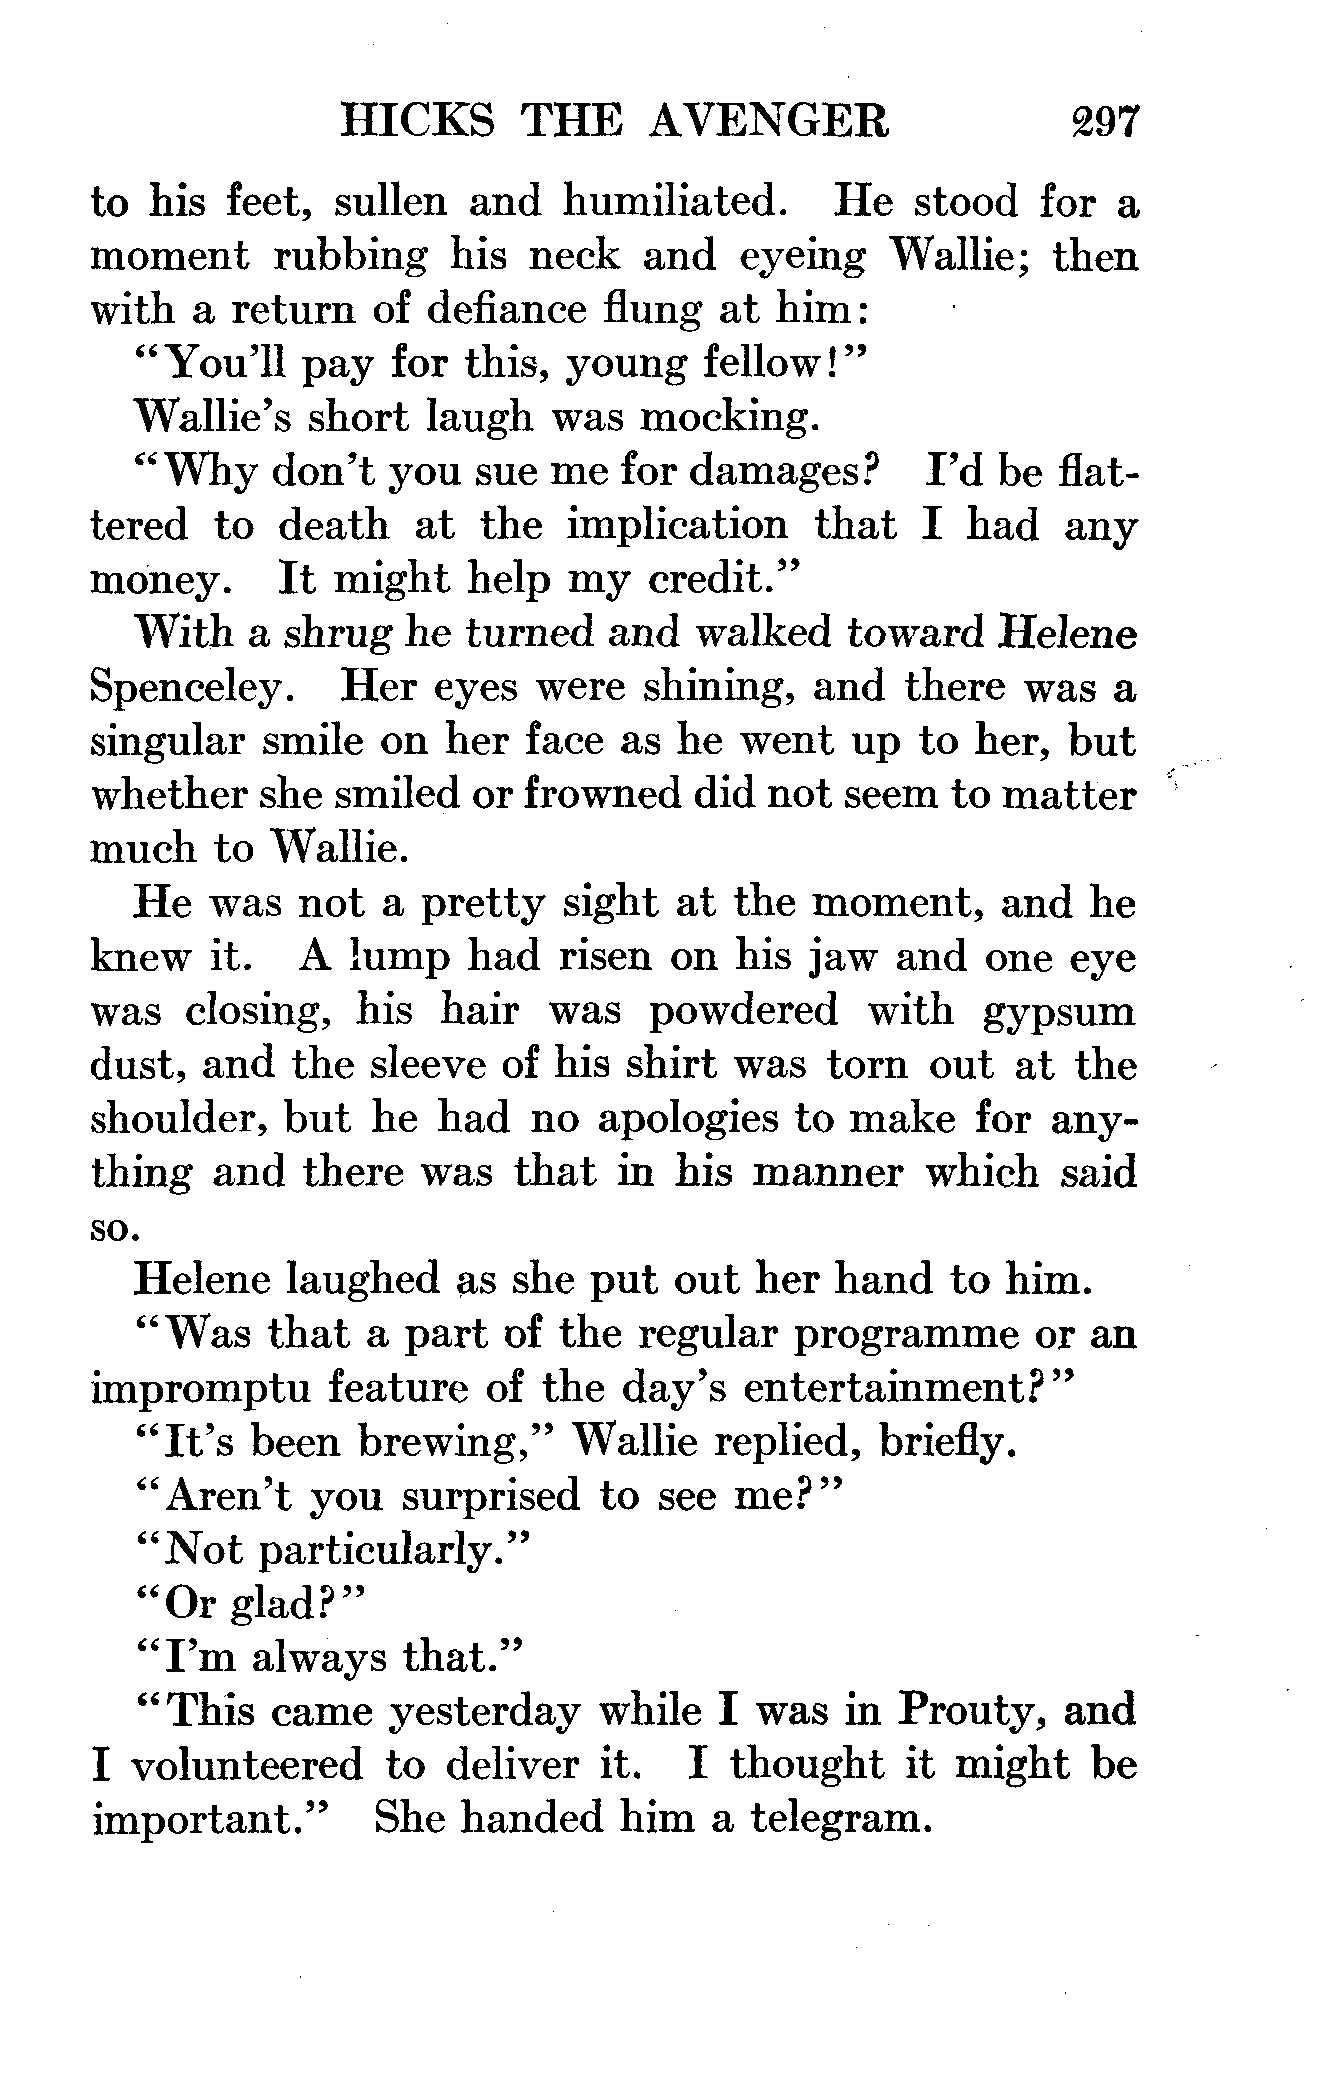 HICKS THE AVENGER 297
to his feet, sullen and humiliated. He stood for a
moment rubbing his neck and eyeing Wallie; then
with a return of defiance flung at him:
“You’ll pay for this, young fellow!”
Wallie’s short laugh was mocking.
“Why don’t you sue me for damages? I’d be flat-
tered to death at the implication that I had any
money. It might help my credit.”
With a shrug he turned and walked toward Helene
Spenceley. Her eyes were shining, and there was a
singular smile on her face as he went up to her, but
whether she smiled or frowned did not seem to matter
much to Wallie.
He was not a pretty sight at the moment, and he
knew it. A lump had risen on his jaw and one eye
was closing, his hair was powdered with gypsum
dust, and the sleeve of his shirt was torn out at the
shoulder, but he had no apologies to make for any-
thing and there was that in his manner which said
so.
Helene laughed as she put out her hand to him.
“Was that a part of the regular programme or an
impromptu feature of the day’s entertainment?”
“It’s been brewing,” Wallie replied, briefly.
“Aren’t you surprised to see me?”
“Not particularly.”
“Or glad?”
“I’m always that.”
“This came yesterday while I was in Prouty, and
I volunteered to deliver it. I thought it might be
important.” She handed him a telegram.